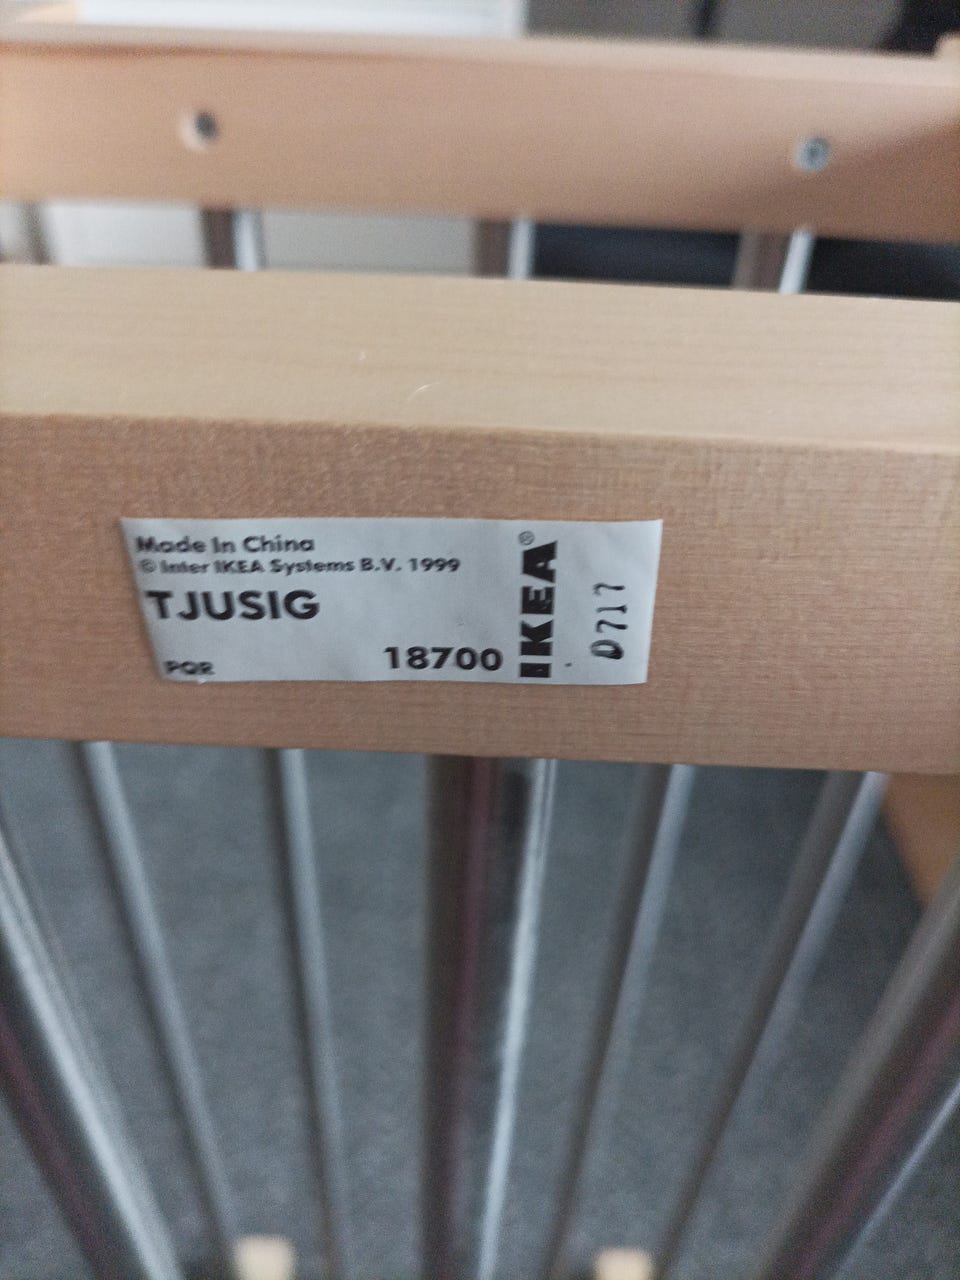 Made In China
© Inter IKEA Systems B.V. 1999
TJUSIG
PQR
18700
IKEA®
0717